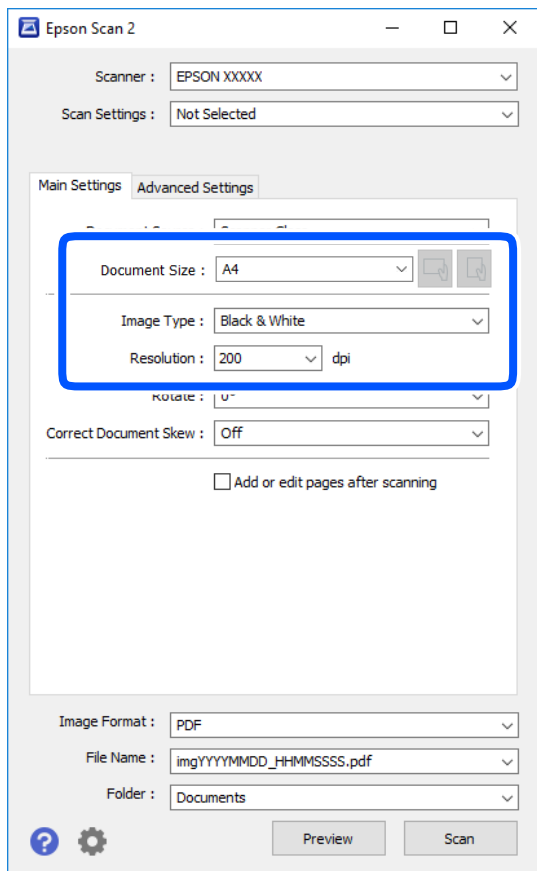 Epson Scan 2
Scanner : EPSON XXXXX
Scan Settings : Not Selected
Main Settings Advanced Settings
Document Size : A4
Image Type : Black & White
Resolution : 200 dpi
Rotate : 0°
Correct Document Skew : Off
Add or edit pages after scanning
Image Format : PDF
File Name : imgYYYYMMDD_HHMMSSSS.pdf
Folder : Documents
? Preview Scan